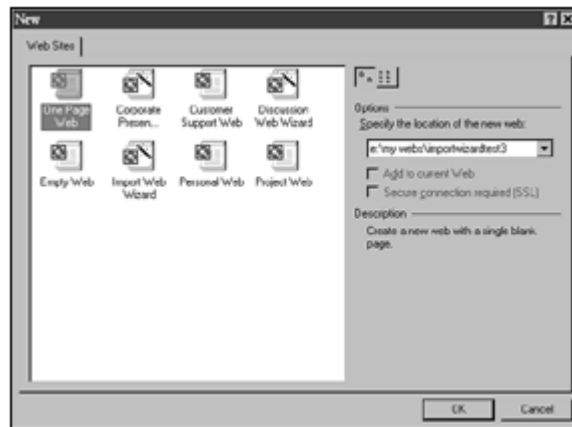 New
Web Sites
One Page
Web
Corporate
Presen...
Customer
Support Web
Discussion
Web Wizard
Empty Web
Import Web
Wizard
Personal Web
Project Web
Options
Specify the location of the new web:
e:\my webs\importwizardtest3
Add to current Web
Secure connection required (SSL)
Description
Create a new web with a single blank
page.
OK
Cancel